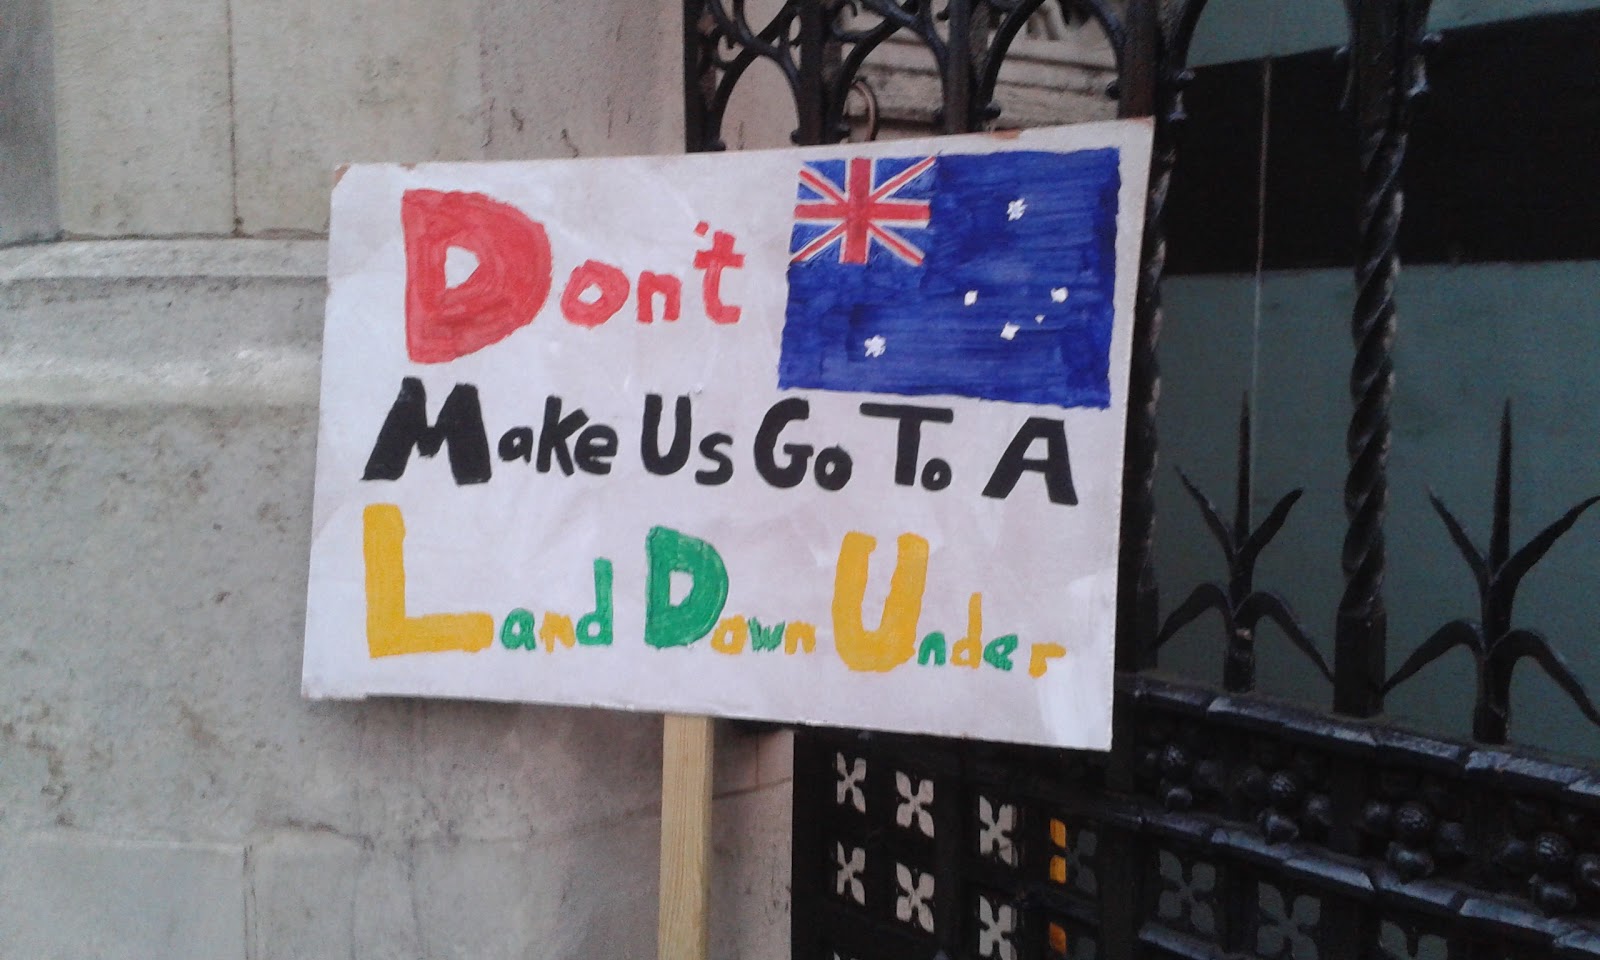 Don't
Make Us Go To A
Land Down Under